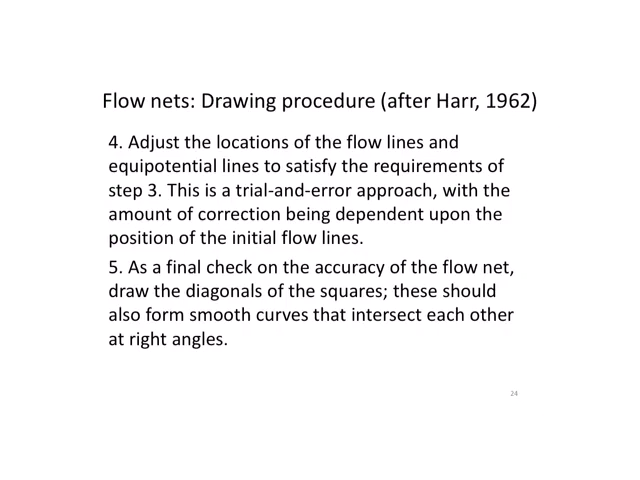 Flow nets: Drawing procedure (after Harr, 1962)
4. Adjust the locations of the flow lines and
equipotential lines to satisfy the requirements of
step 3. This is a trial-and-error approach, with the
amount of correction being dependent upon the
position of the initial flow lines.
5. As a final check on the accuracy of the flow net,
draw the diagonals of the squares; these should
also form smooth curves that intersect each other
at right angles.
24